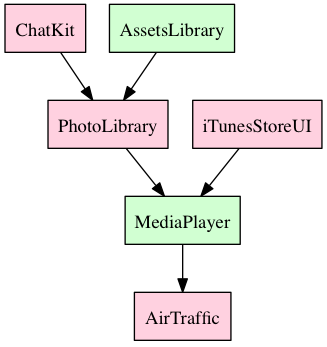 ChatKit
AssetsLibrary
PhotoLibrary
iTunesStoreUI
MediaPlayer
AirTraffic